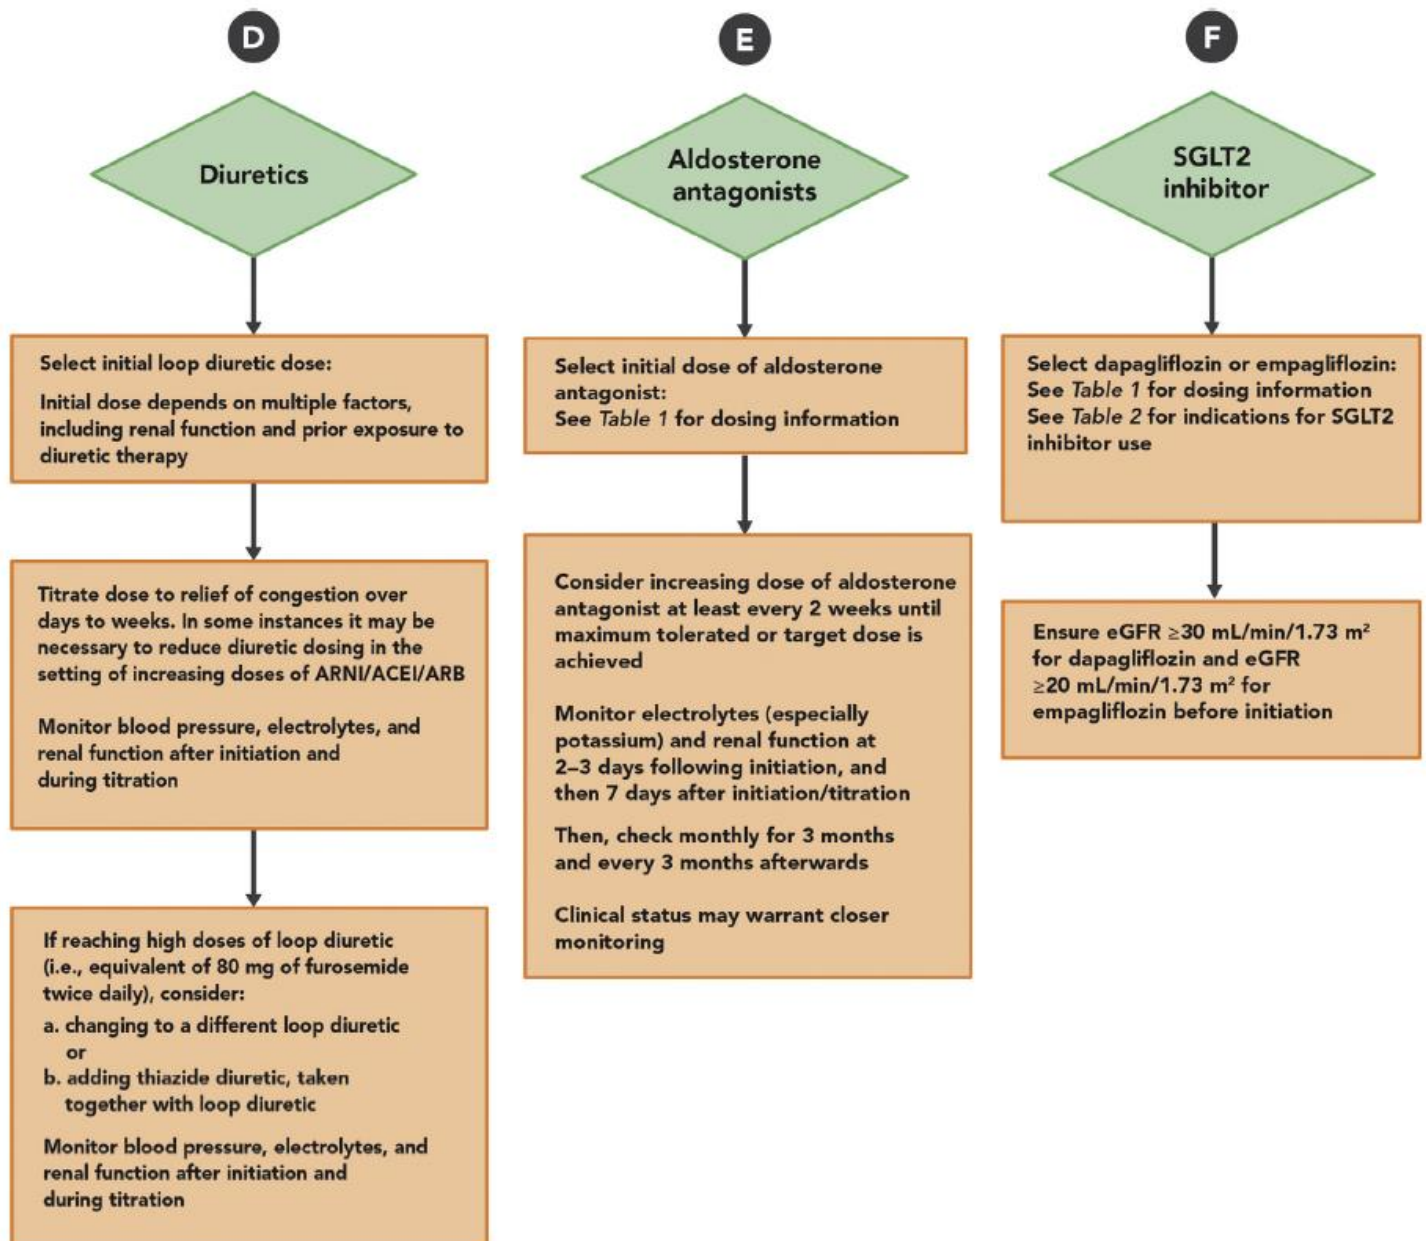 D
Diuretics
Select initial loop diuretic dose:
Initial dose depends on multiple factors,
including renal function and prior exposure to
diuretic therapy
Titrate dose to relief of congestion over
days to weeks. In some instances it may be
necessary to reduce diuretic dosing in the
setting of increasing doses of ARNI/ACEI/ARB
Monitor blood pressure, electrolytes, and
renal function after initiation and
during titration
If reaching high doses of loop diuretic
(i.e., equivalent of 80 mg of furosemide
twice daily), consider:
a. changing to a different loop diuretic
or
b. adding thiazide diuretic, taken
together with loop diuretic
Monitor blood pressure, electrolytes, and
renal function after initiation and
during titration
E
Aldosterone
antagonists
Select initial dose of aldosterone
antagonist:
See Table 1 for dosing information
Consider increasing dose of aldosterone
antagonist at least every 2 weeks until
maximum tolerated or target dose is
achieved
Monitor electrolytes (especially
potassium) and renal function at
2–3 days following initiation, and
then 7 days after initiation/titration
Then, check monthly for 3 months
and every 3 months afterwards
Clinical status may warrant closer
monitoring
F
SGLT2
inhibitor
Select dapagliflozin or empagliflozin:
See Table 1 for dosing information
See Table 2 for indications for SGLT2
inhibitor use
Ensure eGFR ≥30 mL/min/1.73 m²
for dapagliflozin and eGFR
≥20 mL/min/1.73 m² for
empagliflozin before initiation